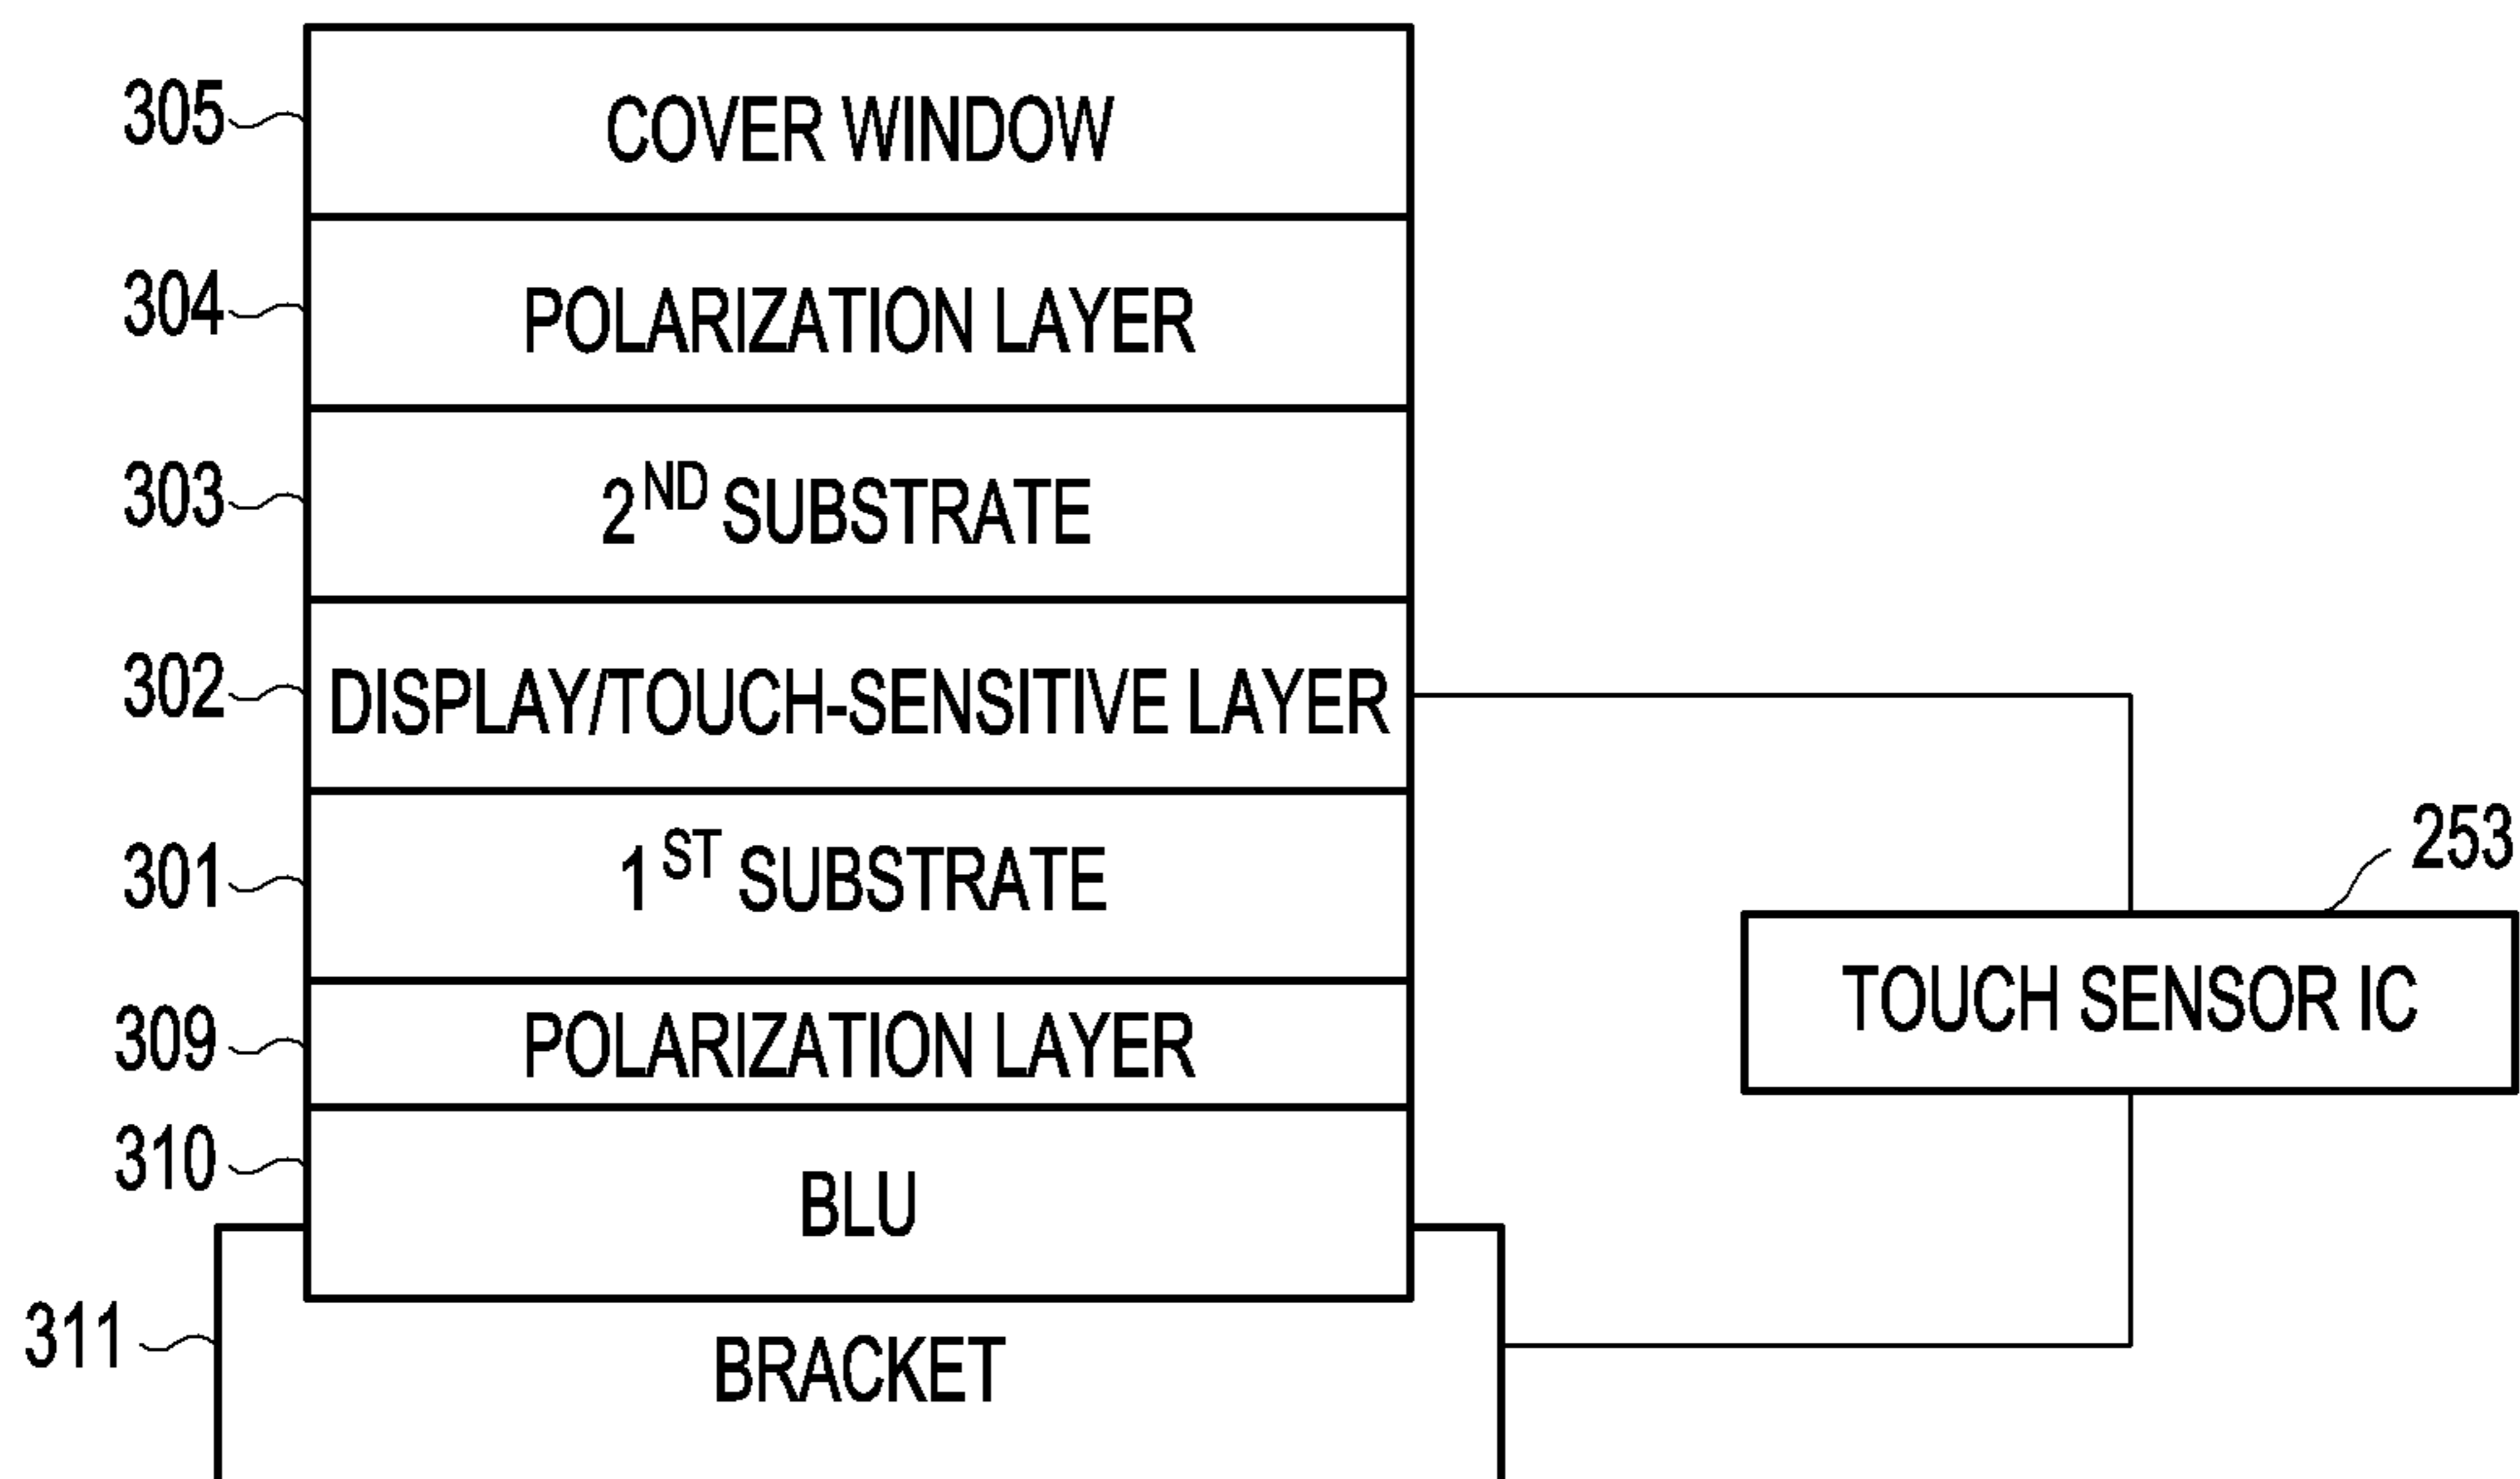 305 COVER WINDOW
304 POLARIZATION LAYER
303 2ND SUBSTRATE
302 DISPLAY/TOUCH-SENSITIVE LAYER
301 1ST SUBSTRATE
253
TOUCH SENSOR IC
309 POLARIZATION LAYER
310 BLU
311 BRACKET